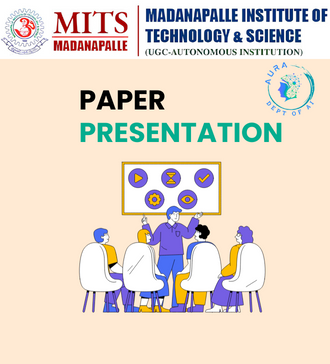 MITS
MADANAPALLE
MADANAPALLE INSTITUTE OF
TECHNOLOGY & SCIENCE
(UGC-AUTONOMOUS INSTITUTION)
AURA
DEPT OF AI
PAPER
PRESENTATION